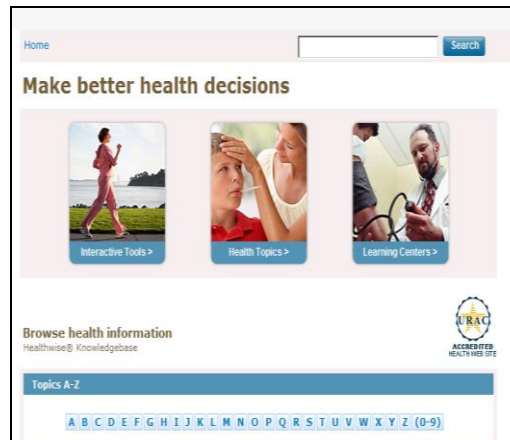 Home
Search
Make better health decisions
Interactive Tools >
Health Topics >
Learning Centers >
URAC
ACCREDITED
HEALTH WEB SITE
Browse health information
Healthwise® Knowledgebase
Topics A-Z
A B C D E F G H I J K L M N O P Q R S T U V W X Y Z (0-9)